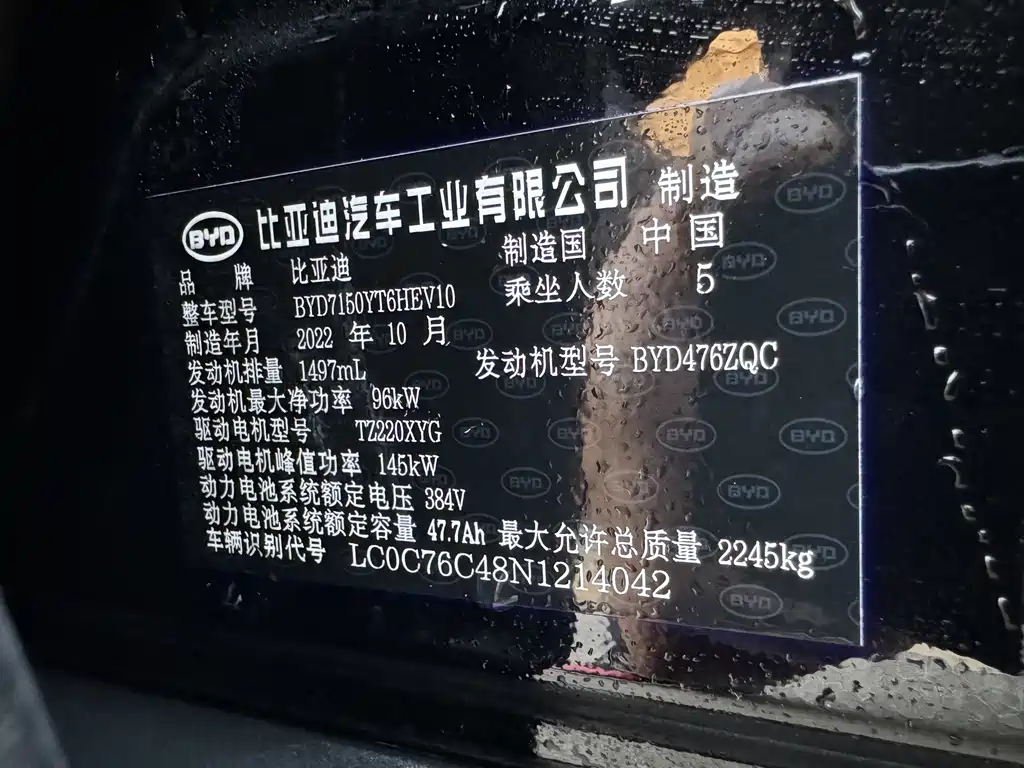 BYD 比亚迪汽车工业有限公司 制造
品 牌 比亚迪 制造国 中国
整车型号 BYD7150YT6HEV10 乘坐人数 5
制造年月 2022 年 10 月
发动机排量 1497mL 发动机型号 BYD476ZQC
发动机最大净功率 96kW
驱动电机型号 TZ220XYG
驱动电机峰值功率 145kW
动力电池系统额定电压 384V
动力电池系统额定容量 47.7Ah 最大允许总质量 2245kg
车辆识别代号 LC0C76C48N1214042